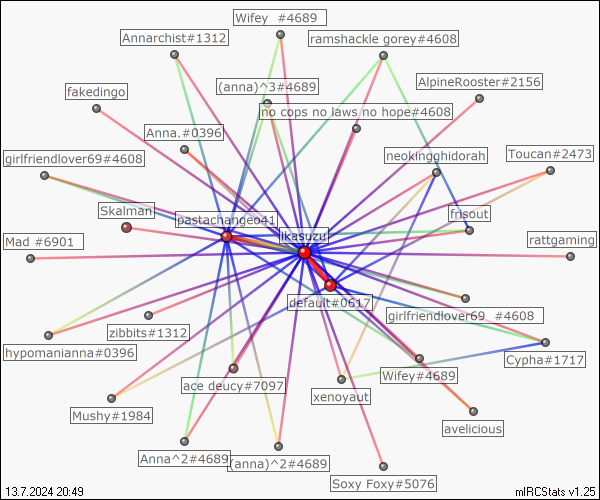 Wifey  #4689
Annarchist#1312
ramshackle gorey#4608
(anna)^3#4689
AlpineRooster#2156
fakedingo
no cops no laws no hope#4608
Anna.#0396
girlfriendlover69#4608
neokingghidorah
Toucan#2473
Skalman
pastachange641
frisout
likasuzu
Mad #6901
rattgaming
default#0617
zibbits#1312
girlfriendlover69_#4608
hypomanianna#0396
Cypha#1717
Wifey#4689
ace deucy#7097
xenoyaut
Mushy#1984
avelicious
Anna^2#4689
(anna)^2#4689
Soxy Foxy#5076
13.7.2024 20:49
mIRCStats v1.25